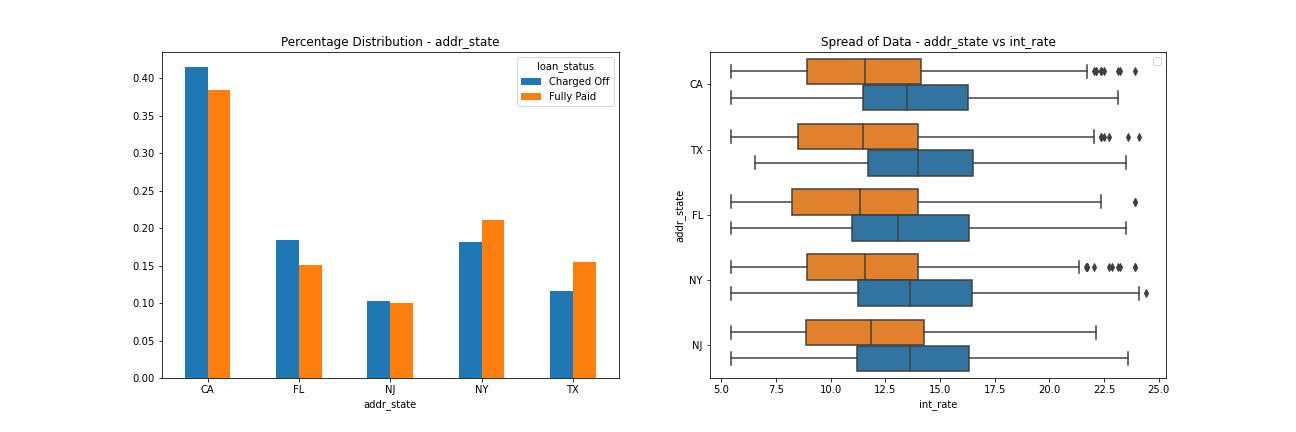 Percentage Distribution - addr_state
loan_status
Charged Off
Fully Paid
0.40
0.35
0.30
0.25
0.20
0.15
0.10
0.05
0.00
CA FL NJ NY TX
addr_state
Spread of Data - addr_state vs int_rate
addr_state
CA
TX
FL
NY
NJ
5.0 7.5 10.0 12.5 15.0 17.5 20.0 22.5 25.0
int_rate